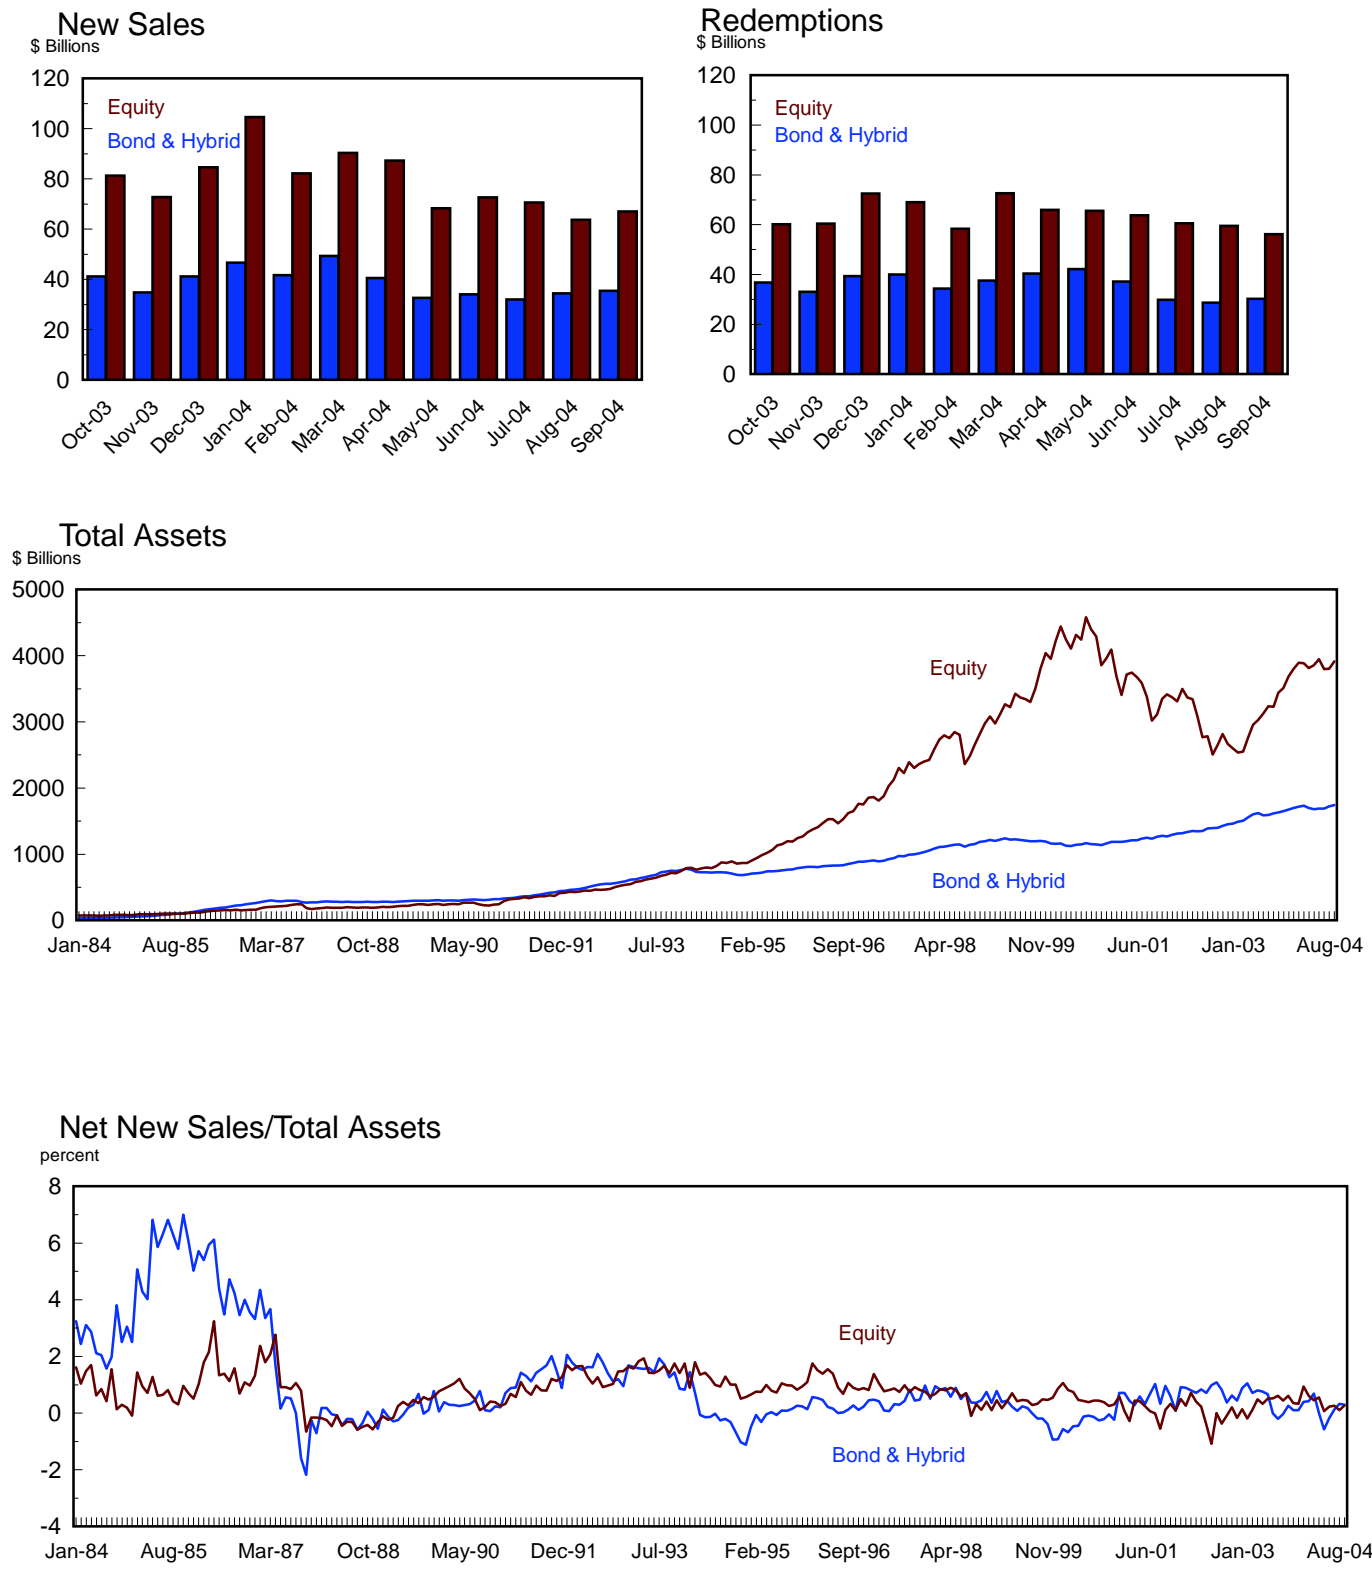 New Sales
$ Billions
120
100
80
60
40
20
0
Equity
Bond & Hybrid
Oct-03 Nov-03 Dec-03 Jan-04 Feb-04 Mar-04 Apr-04 May-04 Jun-04 Jul-04 Aug-04 Sep-04
Redemptions
$ Billions
120
100
80
60
40
20
0
Equity
Bond & Hybrid
Oct-03 Nov-03 Dec-03 Jan-04 Feb-04 Mar-04 Apr-04 May-04 Jun-04 Jul-04 Aug-04 Sep-04
Total Assets
$ Billions
5000
4000
3000
2000
1000
0
Equity
Bond & Hybrid
Jan-84 Aug-85 Mar-87 Oct-88 May-90 Dec-91 Jul-93 Feb-95 Sept-96 Apr-98 Nov-99 Jun-01 Jan-03 Aug-04
Net New Sales/Total Assets
percent
8
6
4
2
0
-2
-4
Equity
Bond & Hybrid
Jan-84 Aug-85 Mar-87 Oct-88 May-90 Dec-91 Jul-93 Feb-95 Sept-96 Apr-98 Nov-99 Jun-01 Jan-03 Aug-04